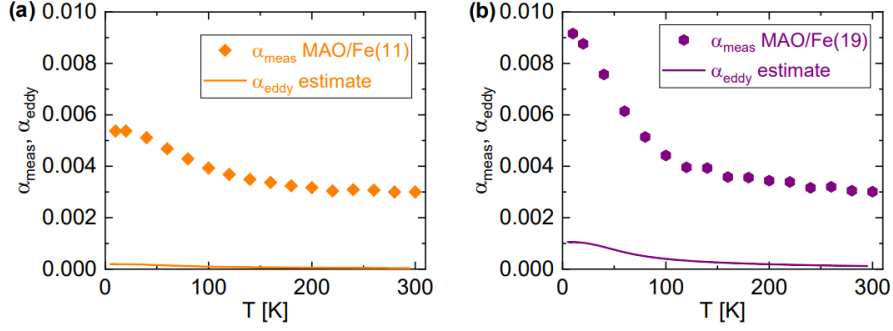 (a)
0.010
0.008
0.006
0.004
0.002
0.000
α_meas, α_eddy
α_meas MAO/Fe(11)
α_eddy estimate
0 100 200 300
T [K]
(b)
0.010
0.008
0.006
0.004
0.002
0.000
α_meas, α_eddy
α_meas MAO/Fe(19)
α_eddy estimate
0 100 200 300
T [K]